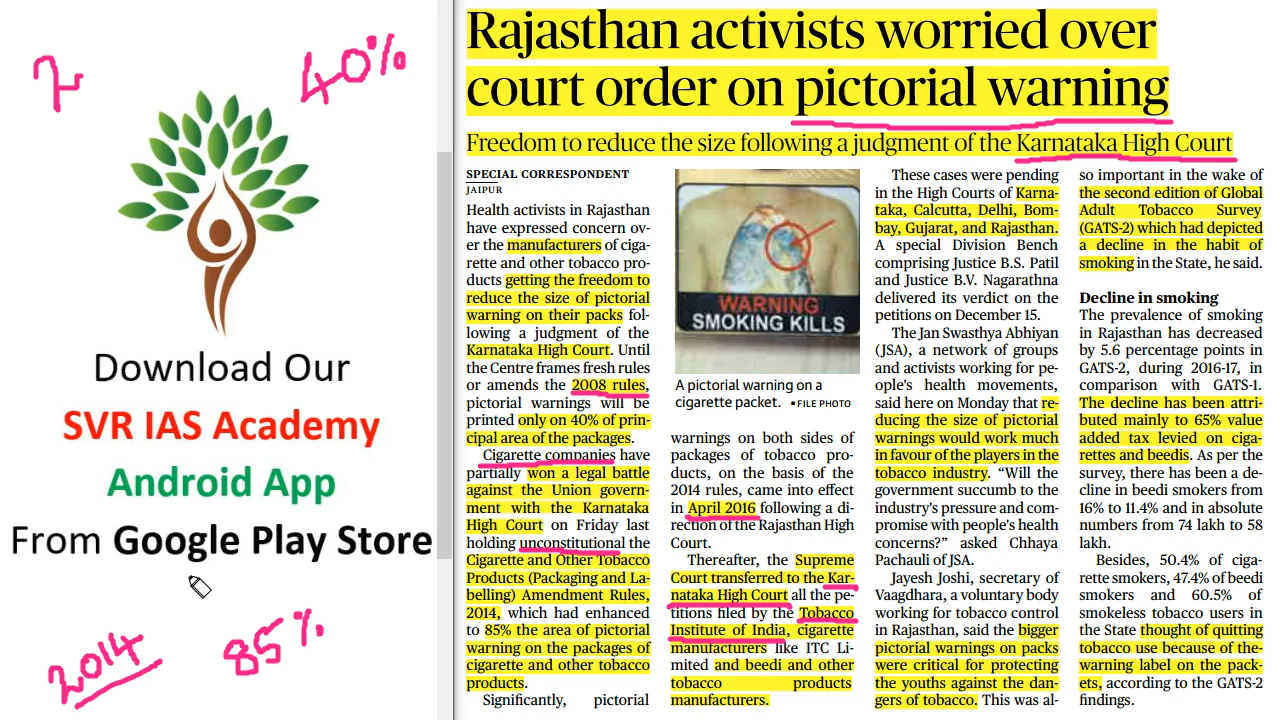 40%
Download Our
SVR IAS Academy
Android App
From Google Play Store
2014
85%
Rajasthan activists worried over
court order on pictorial warning
Freedom to reduce the size following a judgment of the Karnataka High Court
SPECIAL CORRESPONDENT
JAIPUR
Health activists in Rajasthan
have expressed concern ov-
er the manufacturers of ciga-
rette and other tobacco pro-
ducts getting the freedom to
reduce the size of pictorial
warning on their packs fol-
lowing a judgment of the
Karnataka High Court. Until
the Centre frames fresh rules
or amends the 2008 rules,
pictorial warnings will be
printed only on 40% of prin-
cipal area of the packages.
Cigarette companies have
partially won a legal battle
against the Union govern-
ment with the Karnataka
High Court on Friday last
holding unconstitutional the
Cigarette and Other Tobacco
Products (Packaging and La-
belling) Amendment Rules,
2014, which had enhanced
to 85% the area of pictorial
warning on the packages of
cigarette and other tobacco
products.
Significantly, pictorial
WARNING
SMOKING KILLS
A pictorial warning on a
cigarette packet. ▪FILE PHOTO
warnings on both sides of
packages of tobacco pro-
ducts, on the basis of the
2014 rules, came into effect
in April 2016 following a di-
rection of the Rajasthan High
Court.
Thereafter, the Supreme
Court transferred to the Kar-
nataka High Court all the pe-
titions filed by the Tobacco
Institute of India, cigarette
manufacturers like ITC Li-
mited and beedi and other
tobacco products
manufacturers.
These cases were pending
in the High Courts of Karna-
taka, Calcutta, Delhi, Bom-
bay, Gujarat, and Rajasthan.
A special Division Bench
comprising Justice B.S. Patil
and Justice B.V. Nagarathna
delivered its verdict on the
petitions on December 15.
The Jan Swasthya Abhiyan
(JSA), a network of groups
and activists working for pe-
ople's health movements,
said here on Monday that re-
ducing the size of pictorial
warnings would work much
in favour of the players in the
tobacco industry. “Will the
government succumb to the
industry's pressure and com-
promise with people's health
concerns?” asked Chhaya
Pachauli of JSA.
Jayesh Joshi, secretary of
Vaagdhara, a voluntary body
working for tobacco control
in Rajasthan, said the bigger
pictorial warnings on packs
were critical for protecting
the youths against the dan-
gers of tobacco. This was al-
so important in the wake of
the second edition of Global
Adult Tobacco Survey
(GATS-2) which had depicted
a decline in the habit of
smoking in the State, he said.
Decline in smoking
The prevalence of smoking
in Rajasthan has decreased
by 5.6 percentage points in
GATS-2, during 2016-17, in
comparison with GATS-1.
The decline has been attri-
buted mainly to 65% value
added tax levied on ciga-
rettes and beedis. As per the
survey, there has been a de-
cline in beedi smokers from
16% to 11.4% and in absolute
numbers from 74 lakh to 58
lakh.
Besides, 50.4% of ciga-
rette smokers, 47.4% of beedi
smokers and 60.5% of
smokeless tobacco users in
the State thought of quitting
tobacco use because of the-
warning label on the pack-
ets, according to the GATS-2
findings.